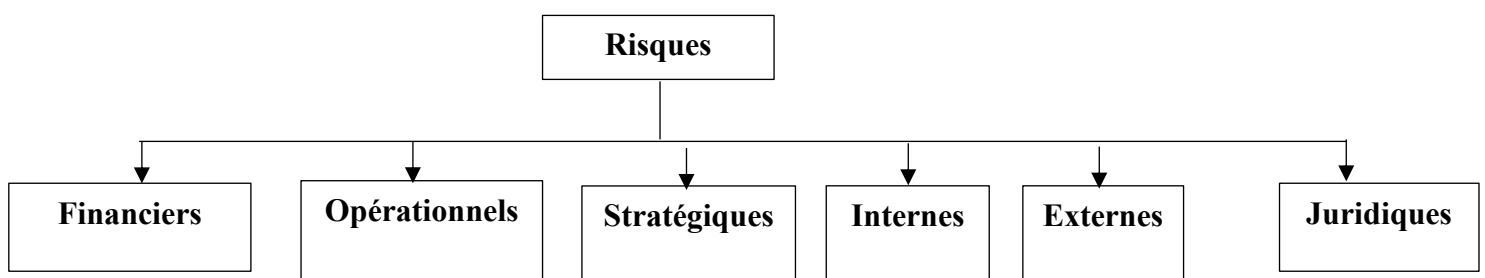 Risques
Financiers
Opérationnels
Stratégiques
Internes
Externes
Juridiques